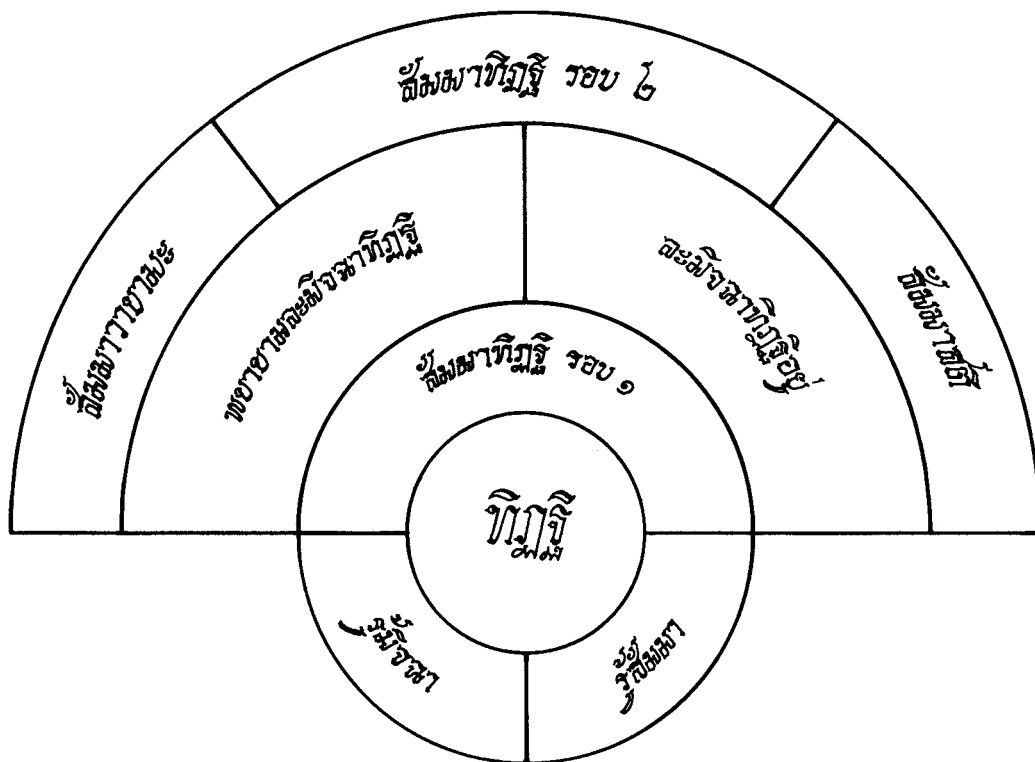 สัมมาทิฏฐิ รอบ ๒
สัมมาวายามะ
พยายามละมิจฉาทิฏฐิ
ละมิจฉาทิฏฐิอยู่
สัมมาสติ
สัมมาทิฏฐิ รอบ ๑
ทิฏฐิ
รู้มิจฉา
รู้สัมมา